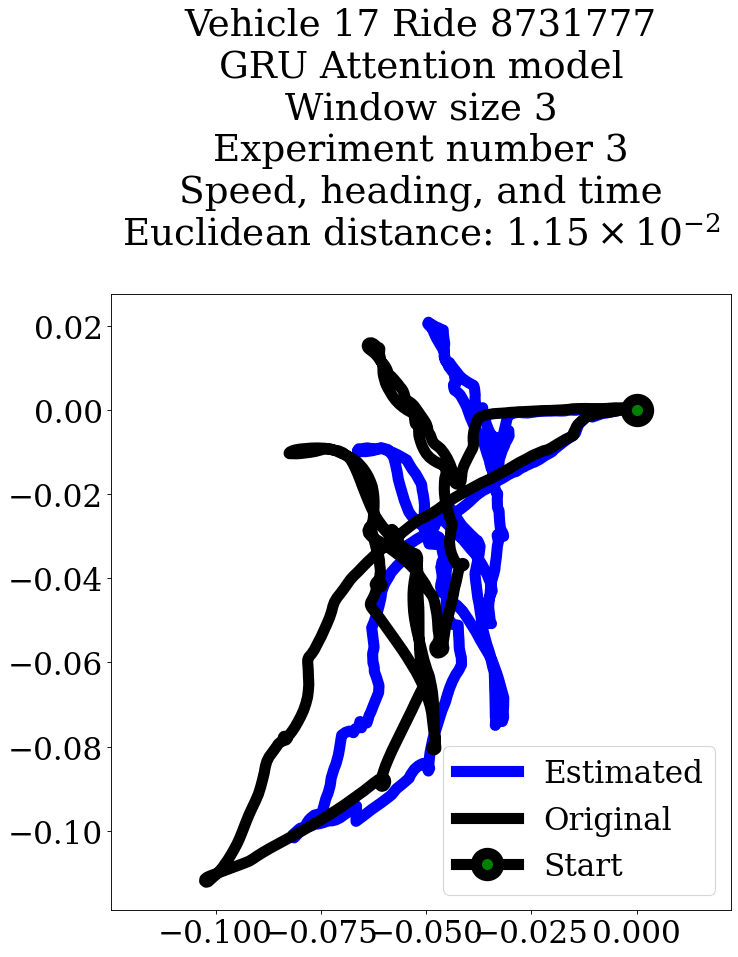 Vehicle 17 Ride 8731777
GRU Attention model
Window size 3
Experiment number 3
Speed, heading, and time
Euclidean distance: 1.15 × 10⁻²
0.02
0.00
−0.02
−0.04
−0.06
−0.08
−0.10
Estimated
Original
Start
−0.100 −0.075 −0.050 −0.025 0.000